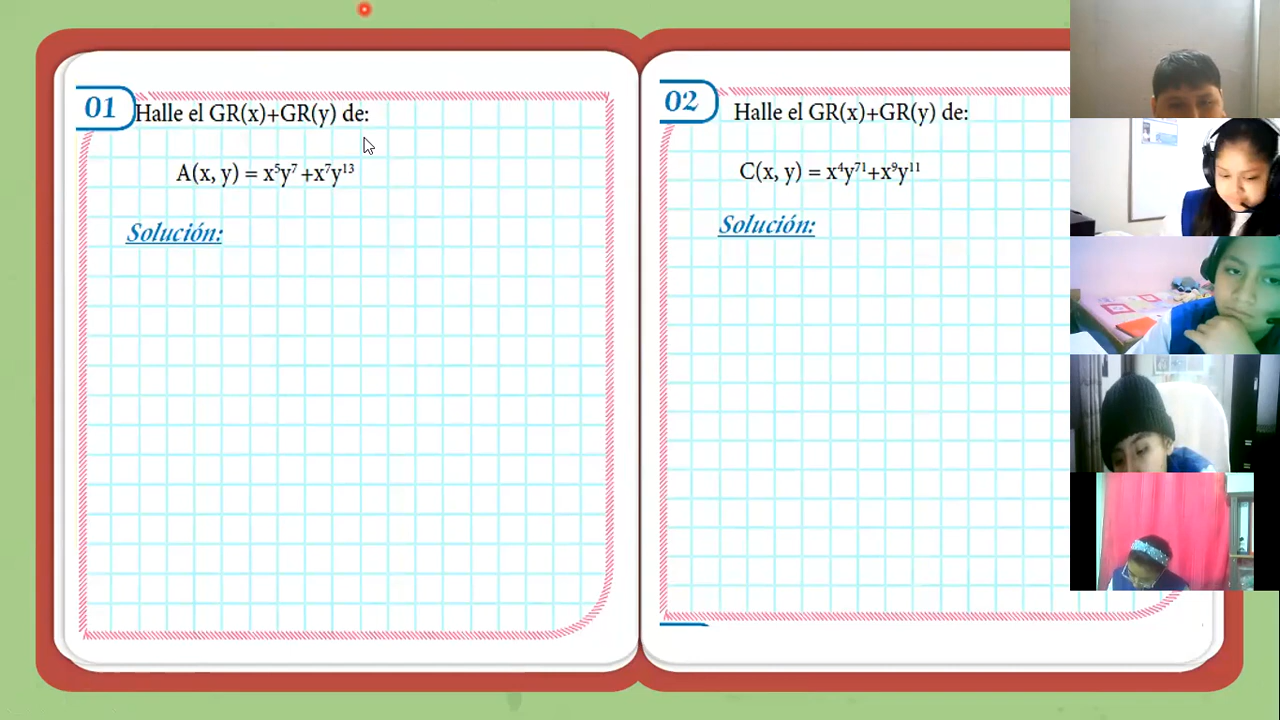 01
Halle el GR(x)+GR(y) de:
A(x, y) = x⁵y⁷ +x⁷y¹³
Solución:
02
Halle el GR(x)+GR(y) de:
C(x, y) = x⁴y⁷¹+x⁹y¹¹
Solución: